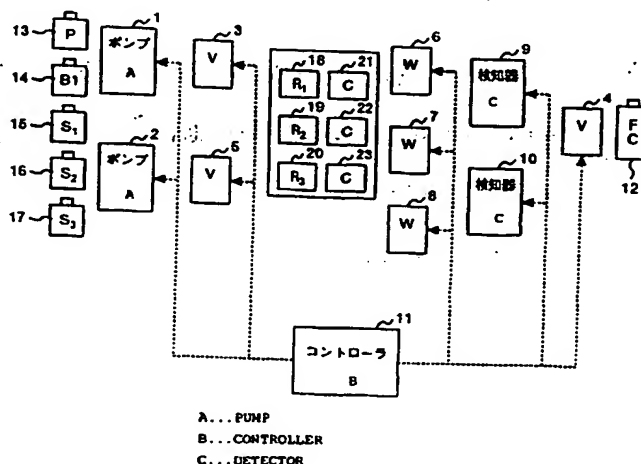 13 P
14 B1
15 S1
16 S2
17 S3
1
ポンプ
A
2
ポンプ
A
3
V
5
V
18 R1
21 C
19 R2
22 C
20 R3
23 C
6
W
7
W
8
W
9
検知器
C
10
検知器
C
4
V
F
C
12
11
コントローラ
B
A...PUMP
B...CONTROLLER
C...DETECTOR